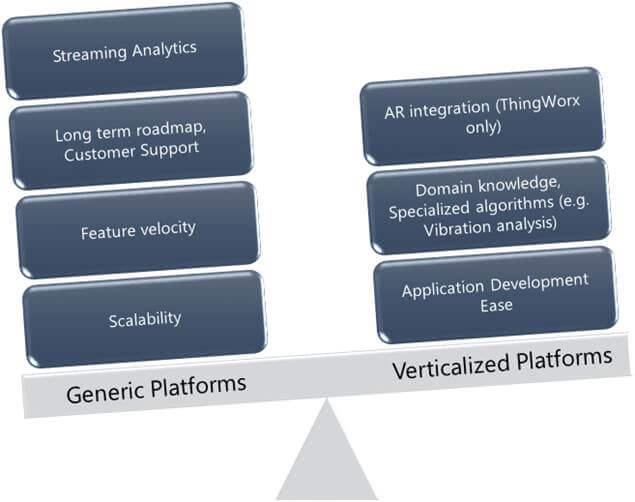 Streaming Analytics
Long term roadmap,
Customer Support
Feature velocity
Scalability
Generic Platforms
AR integration (ThingWorx
only)
Domain knowledge,
Specialized algorithms (e.g.
Vibration analysis)
Application Development
Ease
Verticalized Platforms